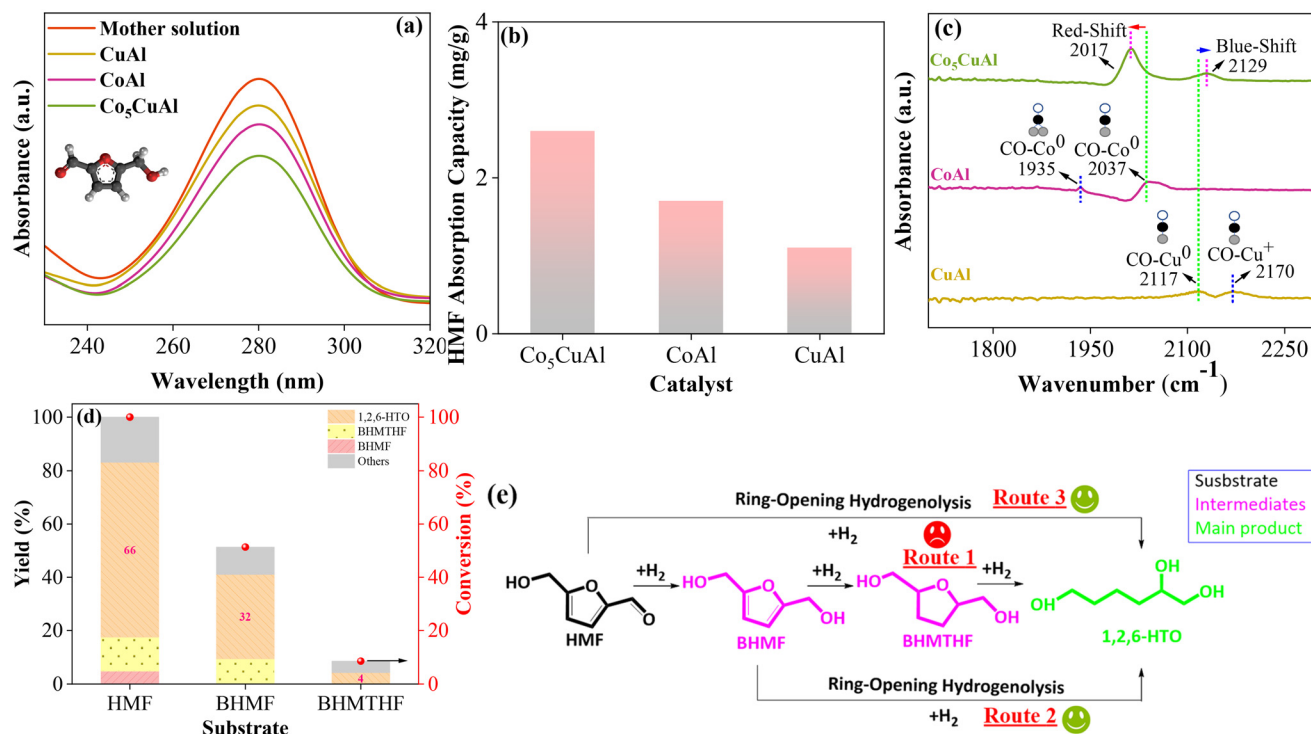 (a)
Mother solution
CuAl
CoAl
Co₅CuAl
Absorbance (a.u.)
240 260 280 300 320
Wavelength (nm)
(b)
HMF Absorption Capacity (mg/g)
4
2
0
Co₅CuAl CoAl CuAl
Catalyst
(c)
Red-Shift
2017
Blue-Shift
2129
Co₅CuAl
CO-Co⁰
1935
CO-Co⁰
2037
CoAl
CO-Cu⁰
2117
CO-Cu⁺
2170
CuAl
Absorbance (a.u.)
1800 1950 2100 2250
Wavenumber (cm⁻¹)
(d)
1,2,6-HTO
BHMTHF
BHMF
Others
Yield (%)
100
80
60
40
20
0
66
32
4
100
80
60
40
20
0
Conversion (%)
HMF BHMF BHMTHF
Substrate
(e)
Susbtrate
Intermediates
Main product
Ring-Opening Hydrogenolysis Route 3
+H₂
Route 1
HO O O
HMF
+H₂
HO O OH
BHMF
+H₂
HO O OH
BHMTHF
+H₂
OH OH OH
1,2,6-HTO
Ring-Opening Hydrogenolysis
+H₂ Route 2